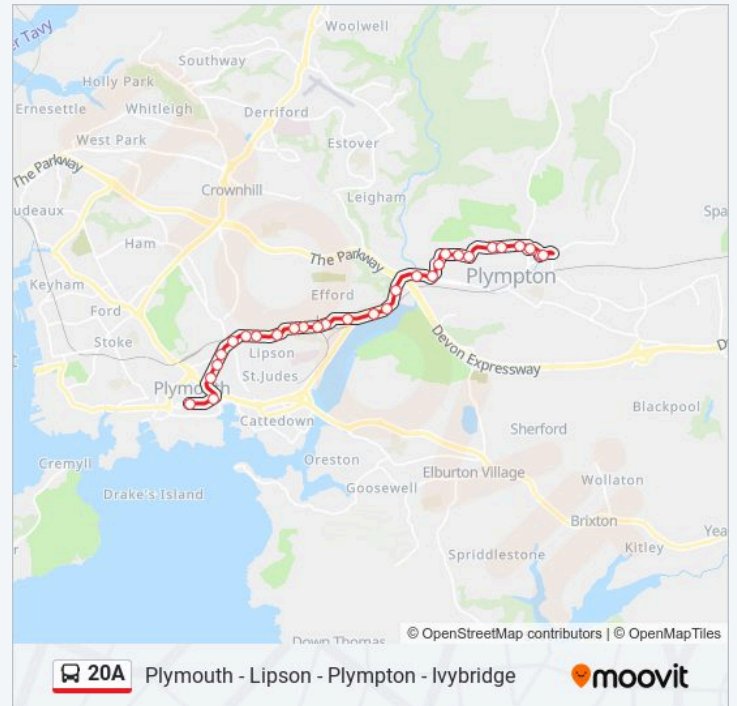 er Tavy
Woolwell
Southway
Holly Park
Ernesettle
Whitleigh
Derriford
West Park
Estover
The Parkway
Crownhill
Leigham
udeaux
Spa
Ham
The Parkway
Plympton
Keyham
Efford
Ford
Devon Expressway
Stoke
Lipson
D
St.Judes
Plymouth
Blackpool
Cattedown
Sherford
Cremyll
Oreston
Elburton Village
Drake's Island
Goosewell
Wollaton
Brixton
Yea
r
Spriddlestone
Kitley
Down Thomas
© OpenStreetMap contributors | © OpenMapTiles
20A Plymouth - Lipson - Plympton - Ivybridge moovit